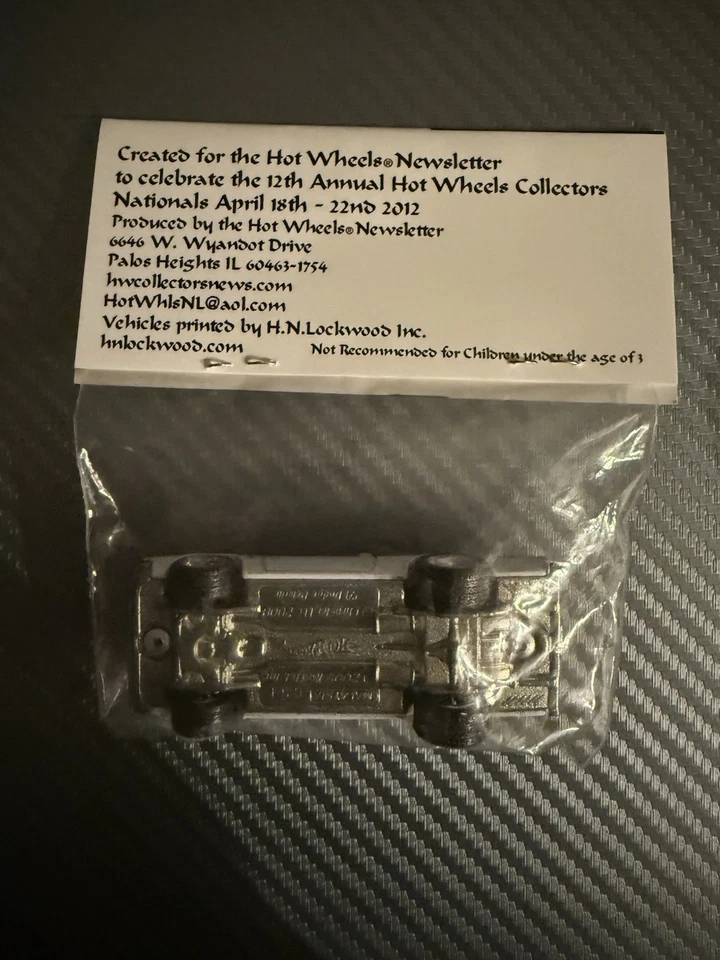 Created for the Hot Wheels® Newsletter
to celebrate the 12th Annual Hot Wheels Collectors
Nationals April 18th - 22nd 2012
Produced by the Hot Wheels® Newsletter
6646 W. Wyandot Drive
Palos Heights IL 60463-1754
hwcollectorsnews.com
HotWhlsNL@aol.com
Vehicles printed by H.N.Lockwood Inc.
hnlockwood.com
Not Recommended for Children under the age of 3
MALAYSIA